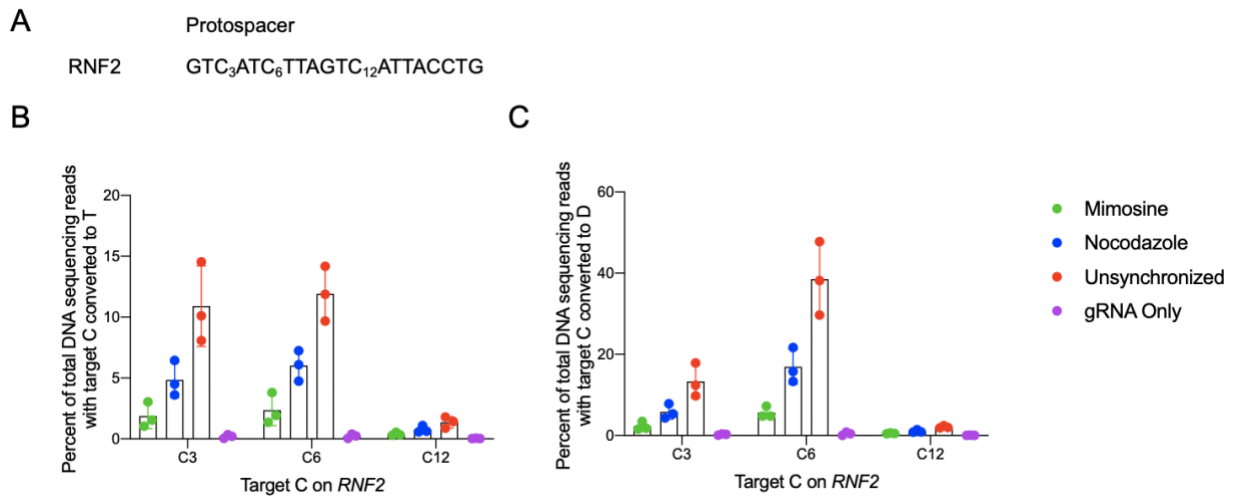 A
Protospacer
RNF2 GTC₃ATC₆TTAGTC₁₂ATTACCTG
B
Percent of total DNA sequencing reads
with target C converted to T
20
15
10
5
0
C3 C6 C12
Target C on RNF2
C
Percent of total DNA sequencing reads
with target C converted to D
60
40
20
0
C3 C6 C12
Target C on RNF2
Mimosine
Nocodazole
Unsynchronized
gRNA Only